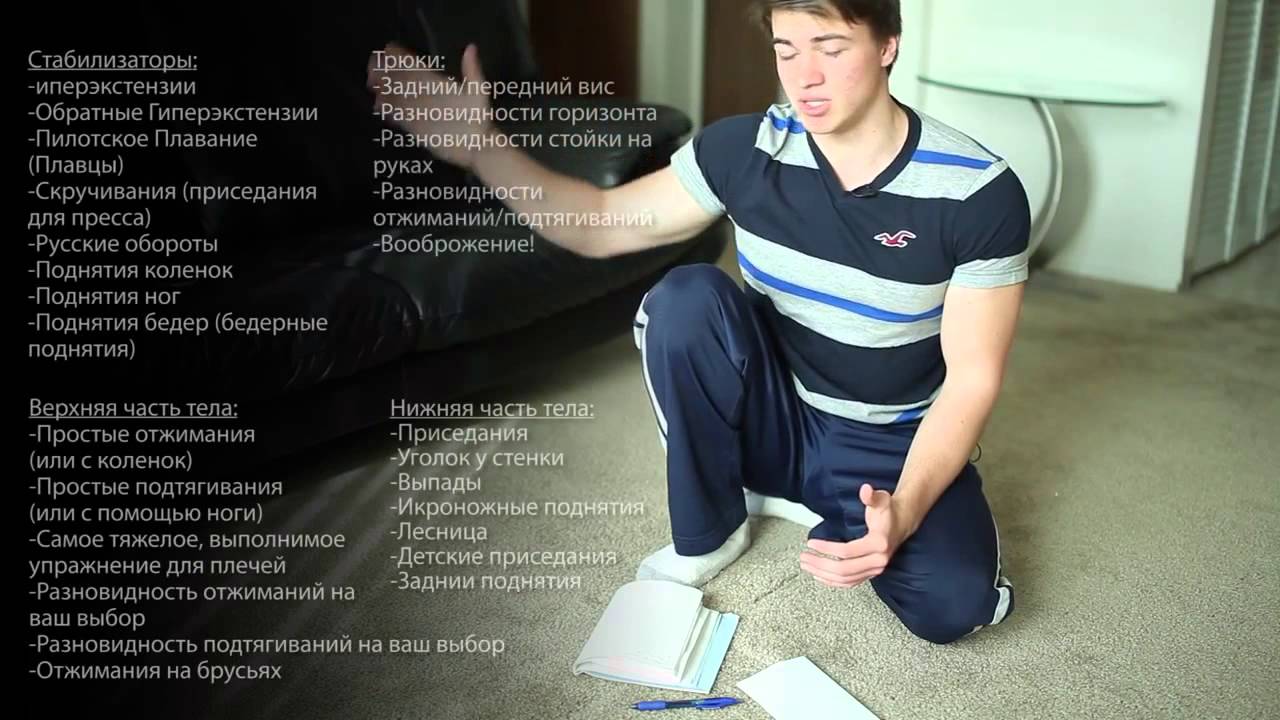 Стабилизаторы:
-иперэкстензии
-Обратные Гиперэкстензии
-Пилотское Плавание
(Плавцы)
-Скручивания (приседания
для пресса)
-Русские обороты
-Поднятия коленок
-Поднятия ног
-Поднятия бедер (бедерные
поднятия)
Трюки:
-Задний/передний вис
-Разновидности горизонта
-Разновидности стойки на
руках
-Разновидности
отжиманий/подтягиваний
-Вооброжение!
Верхняя часть тела:
-Простые отжимания
(или с коленок)
-Простые подтягивания
(или с помощью ноги)
-Самое тяжелое, выполнимое
упражнение для плечей
-Разновидность отжиманий на
ваш выбор
-Разновидность подтягиваний на ваш выбор
-Отжимания на брусьях
Нижняя часть тела:
-Приседания
-Уголок у стенки
-Выпады
-Икроножные поднятия
-Лесница
-Детские приседания
-Заднии поднятия